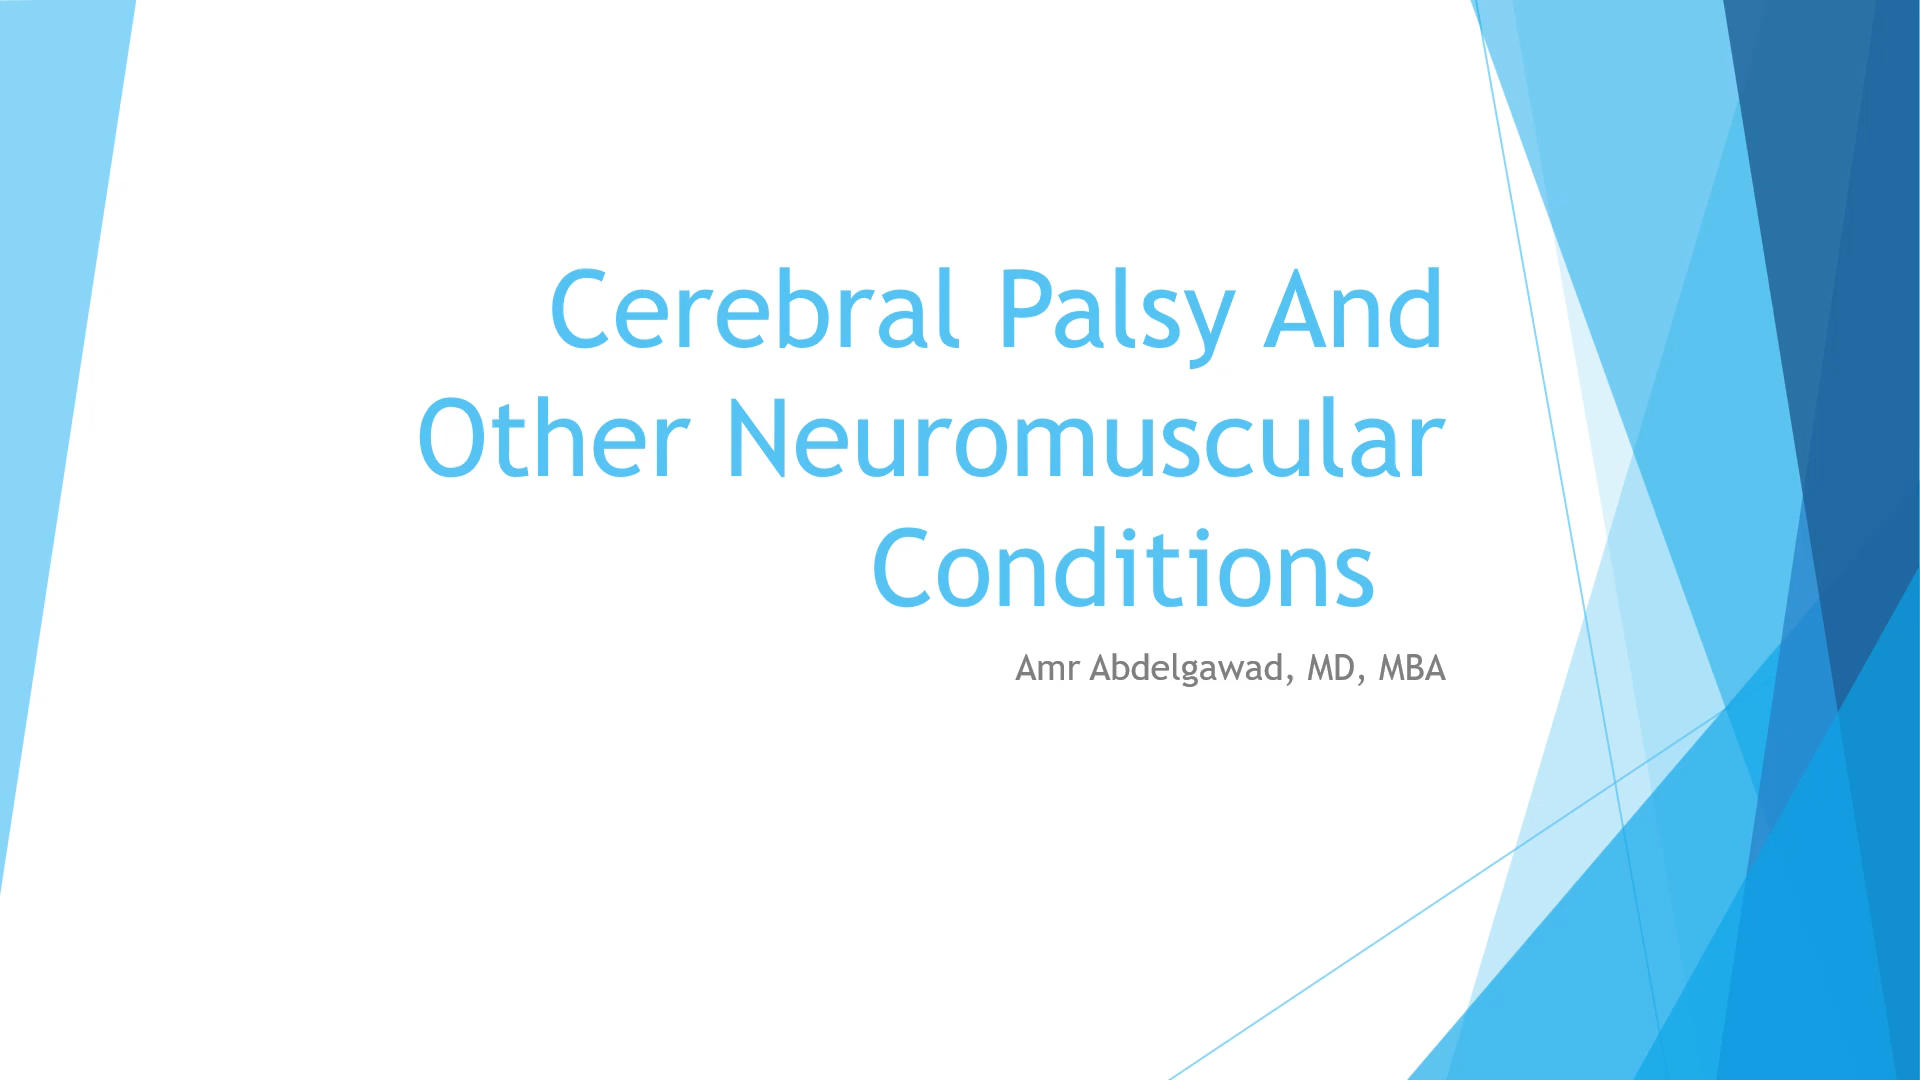 Cerebral Palsy And
Other Neuromuscular
Conditions
Amr Abdelgawad, MD, MBA